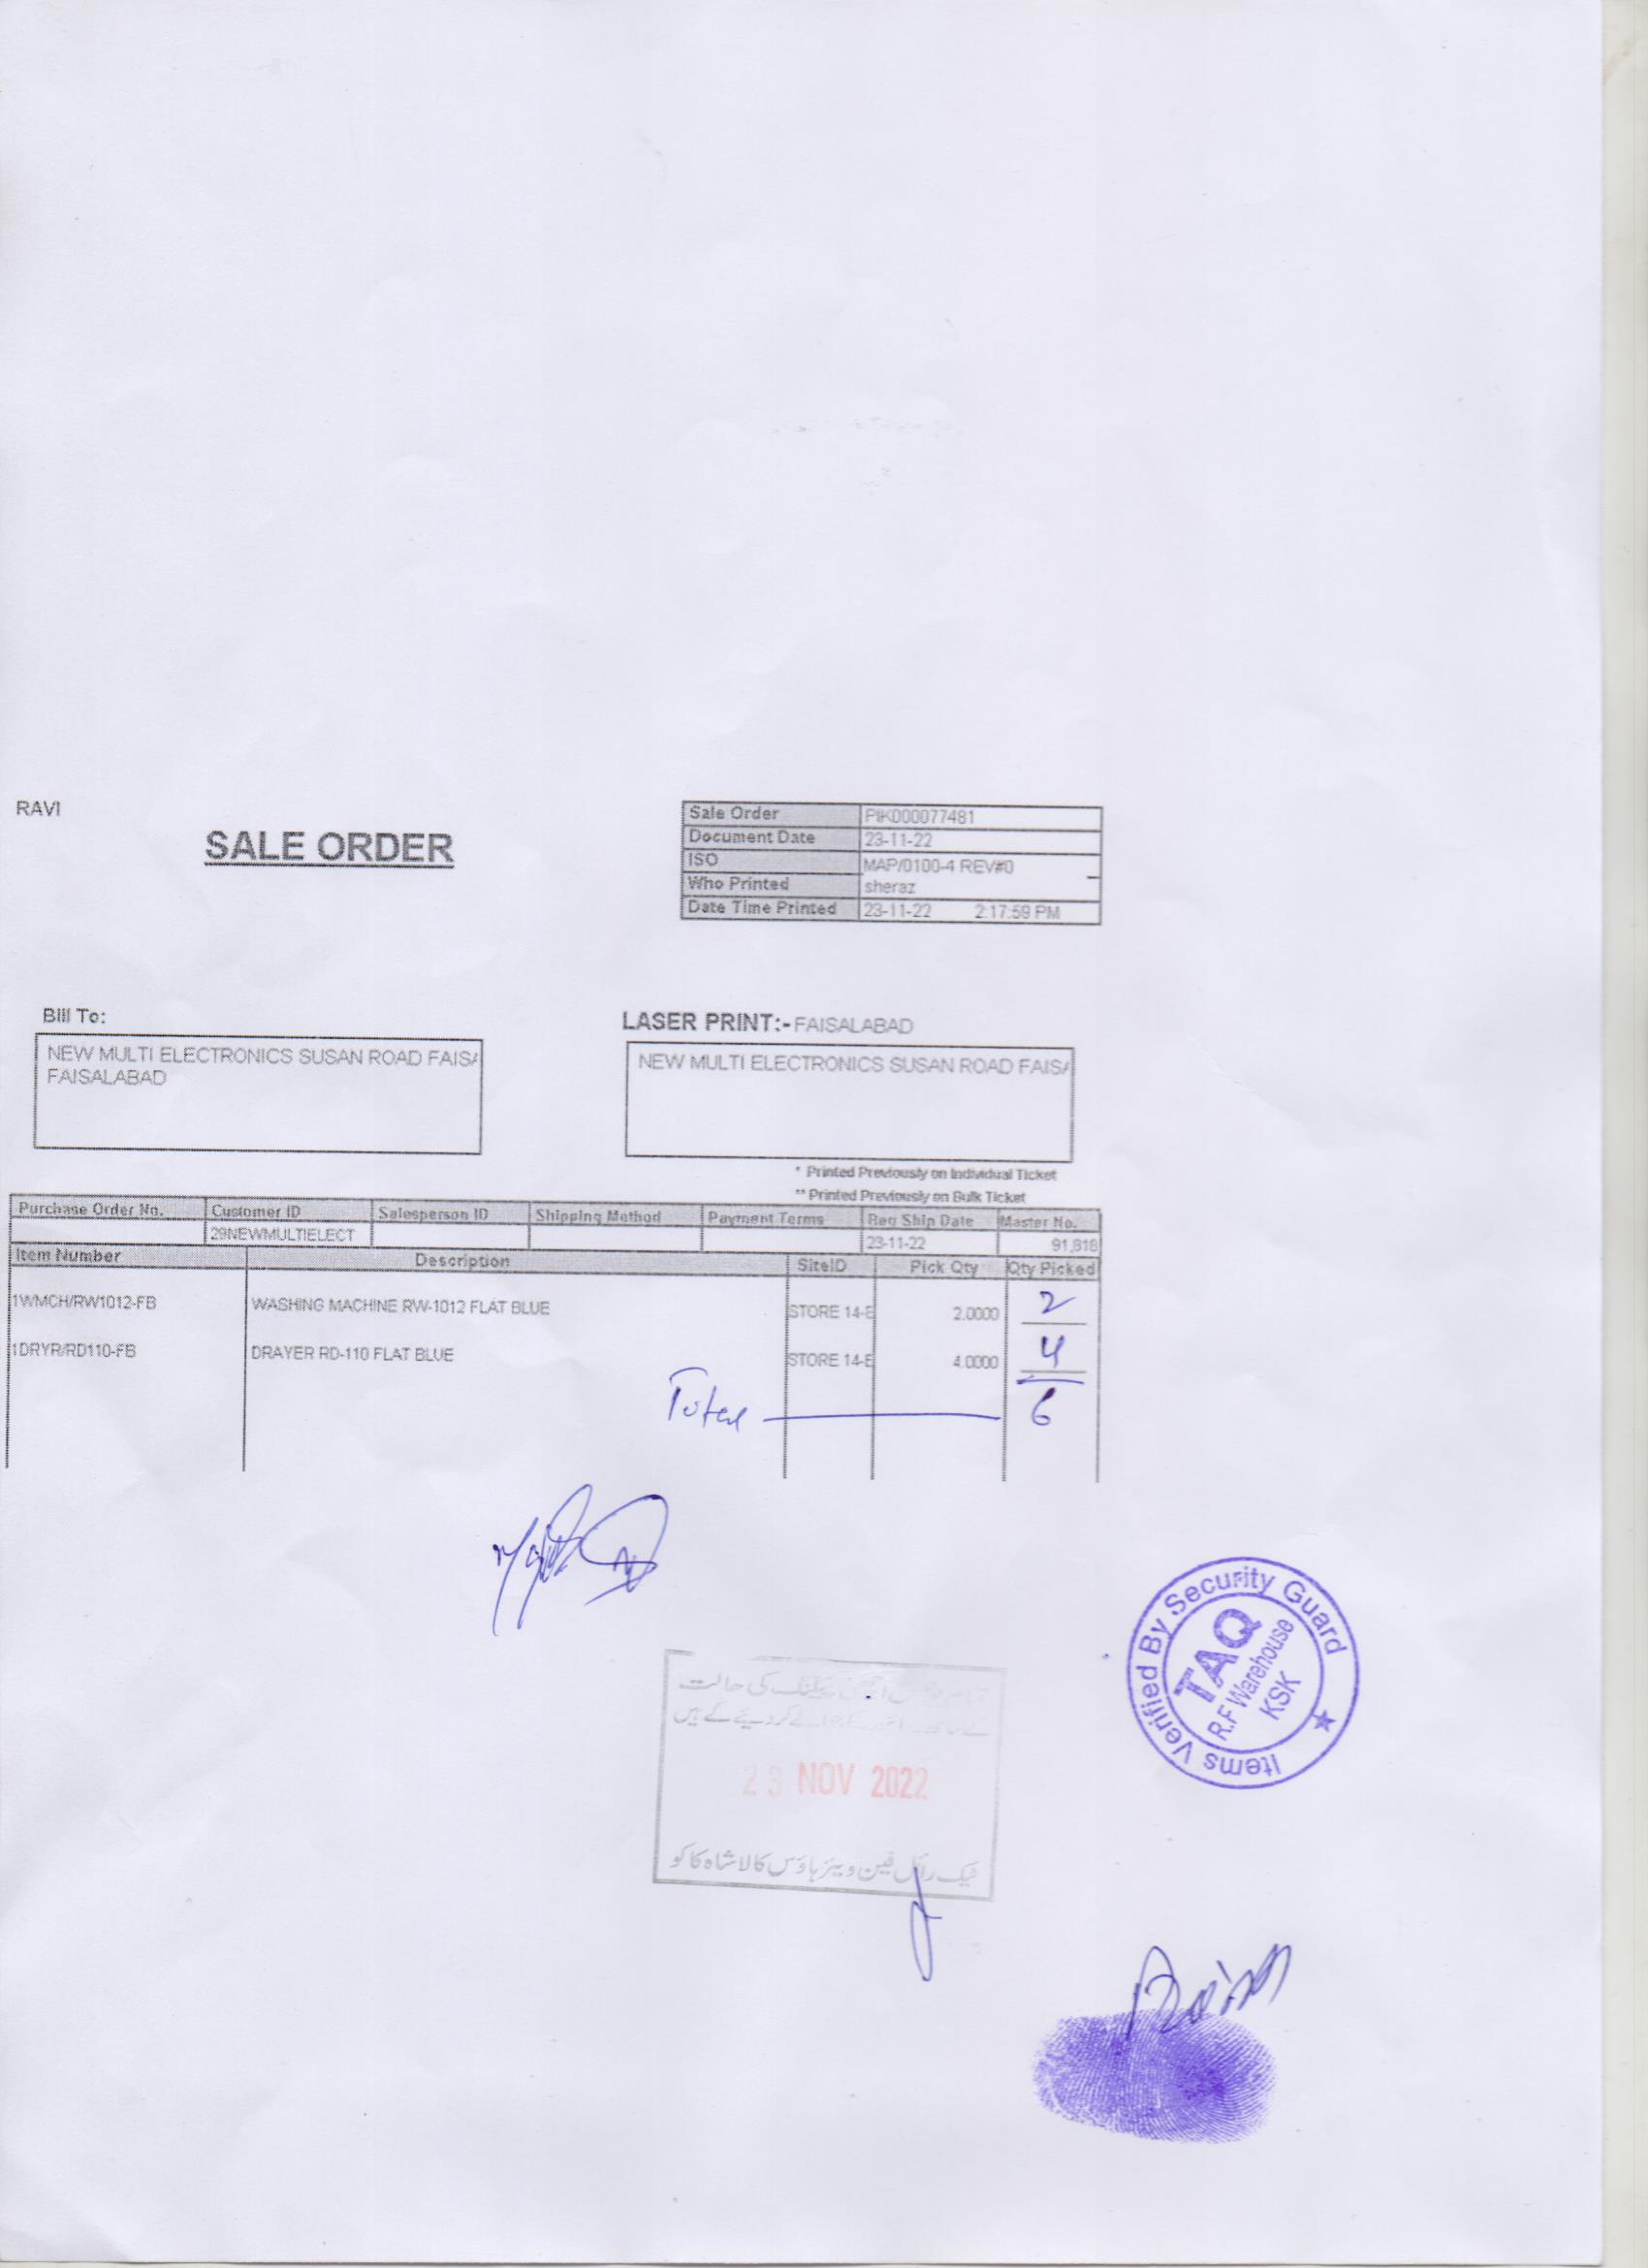 RAVI
SALE ORDER
Sale Order PIK000077481
Document Date 23-11-22
ISO MAP/0100-4 REV#0
Who Printed sheraz
Date Time Printed 23-11-22 2:17:59 PM
Bill To:
NEW MULTI ELECTRONICS SUSAN ROAD FAISA
FAISALABAD
LASER PRINT:- FAISALABAD
NEW MULTI ELECTRONICS SUSAN ROAD FAISA
* Printed Previously on Individual Ticket
** Printed Previously on Bulk Ticket
Purchase Order No. Customer ID Salesperson ID Shipping Method Payment Terms Req Ship Date Master No.
29NEWMULTIELECT 23-11-22 91,818
Item Number Description SiteID Pick Qty Qty Picked
1WMCH/RW1012-FB WASHING MACHINE RW-1012 FLAT BLUE STORE 14-E 2.0000 2
1DRYR/RD110-FB DRAYER RD-110 FLAT BLUE STORE 14-E 4.0000 4
Total 6
Items Verified By Security Guard
TAQ
R.F Warehouse
KSK
پیکنگ کی حالت
کر دیئے گئے ہیں
23 NOV 2022
ٹیک رائل فین ویئر ہاؤس کالا شاہ کاکو